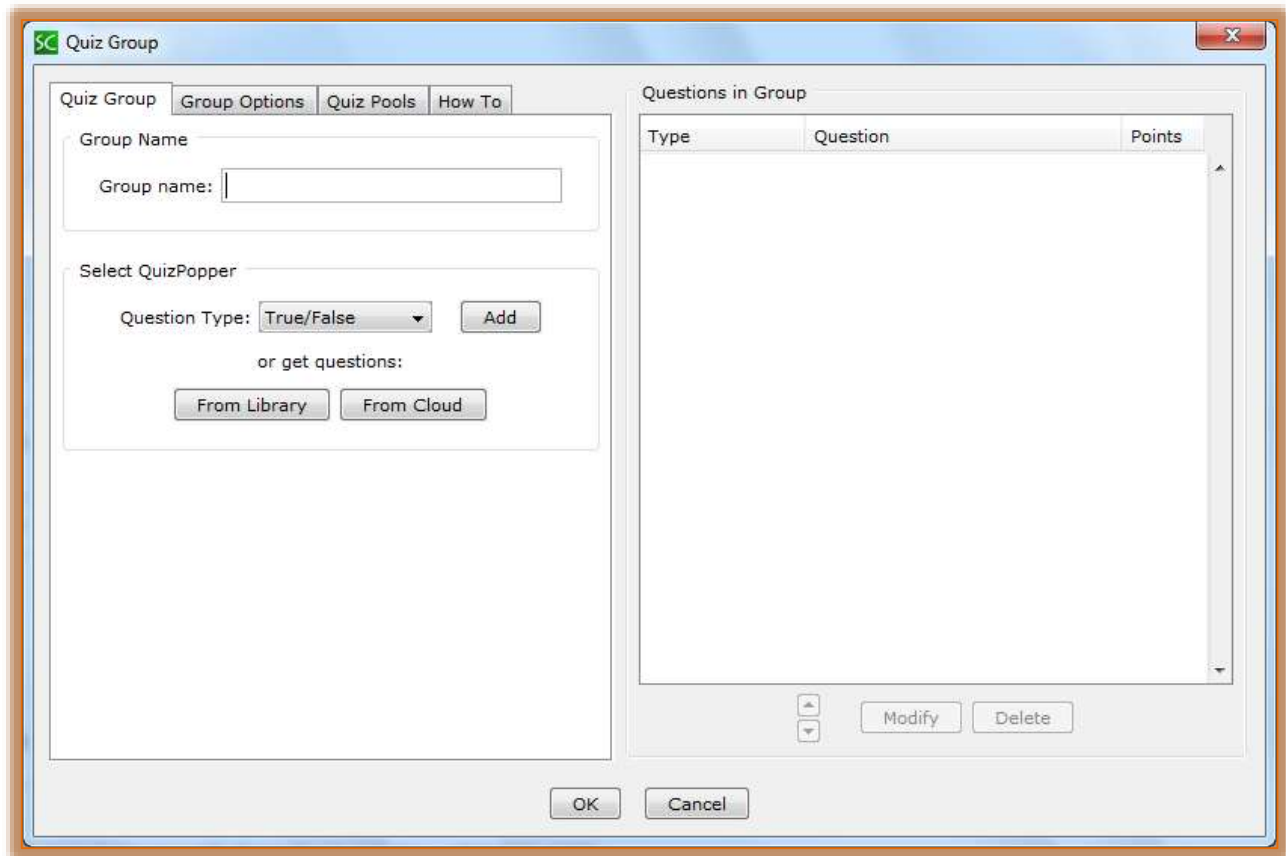 SC Quiz Group
Quiz Group Group Options Quiz Pools How To
Group Name
Group name:
Select QuizPopper
Question Type: True/False Add
or get questions:
From Library From Cloud
Questions in Group
Type Question Points
Modify Delete
OK Cancel